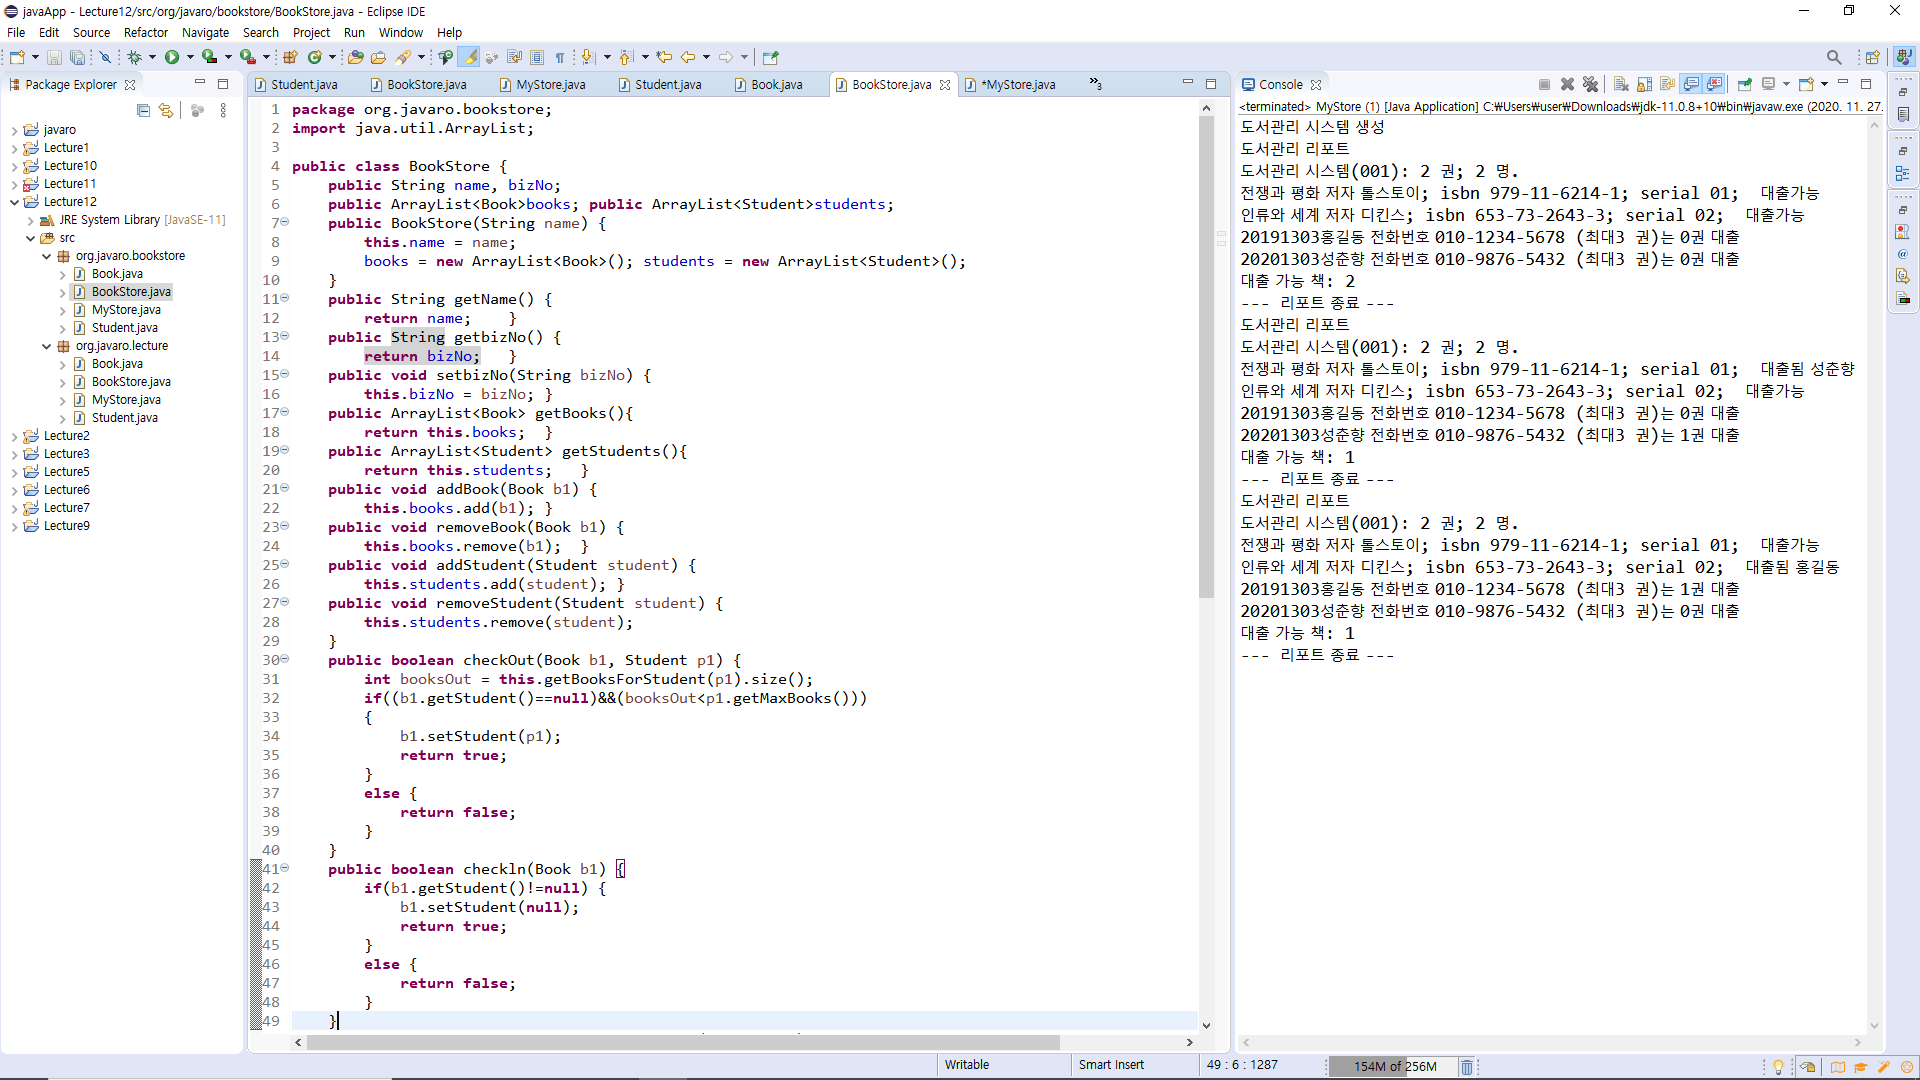 javaApp - Lecture12/src/org/javaro/bookstore/BookStore.java - Eclipse IDE
File Edit Source Refactor Navigate Search Project Run Window Help
Package Explorer
javaro
Lecture1
Lecture10
Lecture11
Lecture12
JRE System Library [JavaSE-11]
src
org.javaro.bookstore
Book.java
BookStore.java
MyStore.java
Student.java
org.javaro.lecture
Book.java
BookStore.java
MyStore.java
Student.java
Lecture2
Lecture3
Lecture5
Lecture6
Lecture7
Lecture9
Student.java BookStore.java MyStore.java Student.java Book.java BookStore.java *MyStore.java »3
1 package org.javaro.bookstore;
2 import java.util.ArrayList;
3
4 public class BookStore {
5 public String name, bizNo;
6 public ArrayList<Book>books; public ArrayList<Student>students;
7 public BookStore(String name) {
8 this.name = name;
9 books = new ArrayList<Book>(); students = new ArrayList<Student>();
10 }
11 public String getName() {
12 return name; }
13 public String getbizNo() {
14 return bizNo; }
15 public void setbizNo(String bizNo) {
16 this.bizNo = bizNo; }
17 public ArrayList<Book> getBooks(){
18 return this.books; }
19 public ArrayList<Student> getStudents(){
20 return this.students; }
21 public void addBook(Book b1) {
22 this.books.add(b1); }
23 public void removeBook(Book b1) {
24 this.books.remove(b1); }
25 public void addStudent(Student student) {
26 this.students.add(student); }
27 public void removeStudent(Student student) {
28 this.students.remove(student);
29 }
30 public boolean checkOut(Book b1, Student p1) {
31 int booksOut = this.getBooksForStudent(p1).size();
32 if((b1.getStudent()==null)&&(booksOut<p1.getMaxBooks()))
33 {
34 b1.setStudent(p1);
35 return true;
36 }
37 else {
38 return false;
39 }
40 }
41 public boolean checkln(Book b1) {
42 if(b1.getStudent()!=null) {
43 b1.setStudent(null);
44 return true;
45 }
46 else {
47 return false;
48 }
49 }
Console
<terminated> MyStore (1) [Java Application] C:₩Users₩user₩Downloads₩jdk-11.0.8+10₩bin₩javaw.exe (2020. 11. 27.
도서관리 시스템 생성
도서관리 리포트
도서관리 시스템(001): 2 권; 2 명.
전쟁과 평화 저자 톨스토이; isbn 979-11-6214-1; serial 01; 대출가능
인류와 세계 저자 디킨스; isbn 653-73-2643-3; serial 02; 대출가능
20191303홍길동 전화번호 010-1234-5678 (최대3 권)는 0권 대출
20201303성준향 전화번호 010-9876-5432 (최대3 권)는 0권 대출
대출 가능 책: 2
--- 리포트 종료 ---
도서관리 리포트
도서관리 시스템(001): 2 권; 2 명.
전쟁과 평화 저자 톨스토이; isbn 979-11-6214-1; serial 01; 대출됨 성준향
인류와 세계 저자 디킨스; isbn 653-73-2643-3; serial 02; 대출가능
20191303홍길동 전화번호 010-1234-5678 (최대3 권)는 0권 대출
20201303성준향 전화번호 010-9876-5432 (최대3 권)는 1권 대출
대출 가능 책: 1
--- 리포트 종료 ---
도서관리 리포트
도서관리 시스템(001): 2 권; 2 명.
전쟁과 평화 저자 톨스토이; isbn 979-11-6214-1; serial 01; 대출가능
인류와 세계 저자 디킨스; isbn 653-73-2643-3; serial 02; 대출됨 홍길동
20191303홍길동 전화번호 010-1234-5678 (최대3 권)는 1권 대출
20201303성준향 전화번호 010-9876-5432 (최대3 권)는 0권 대출
대출 가능 책: 1
--- 리포트 종료 ---
Writable Smart Insert 49 : 6 : 1287 154M of 256M